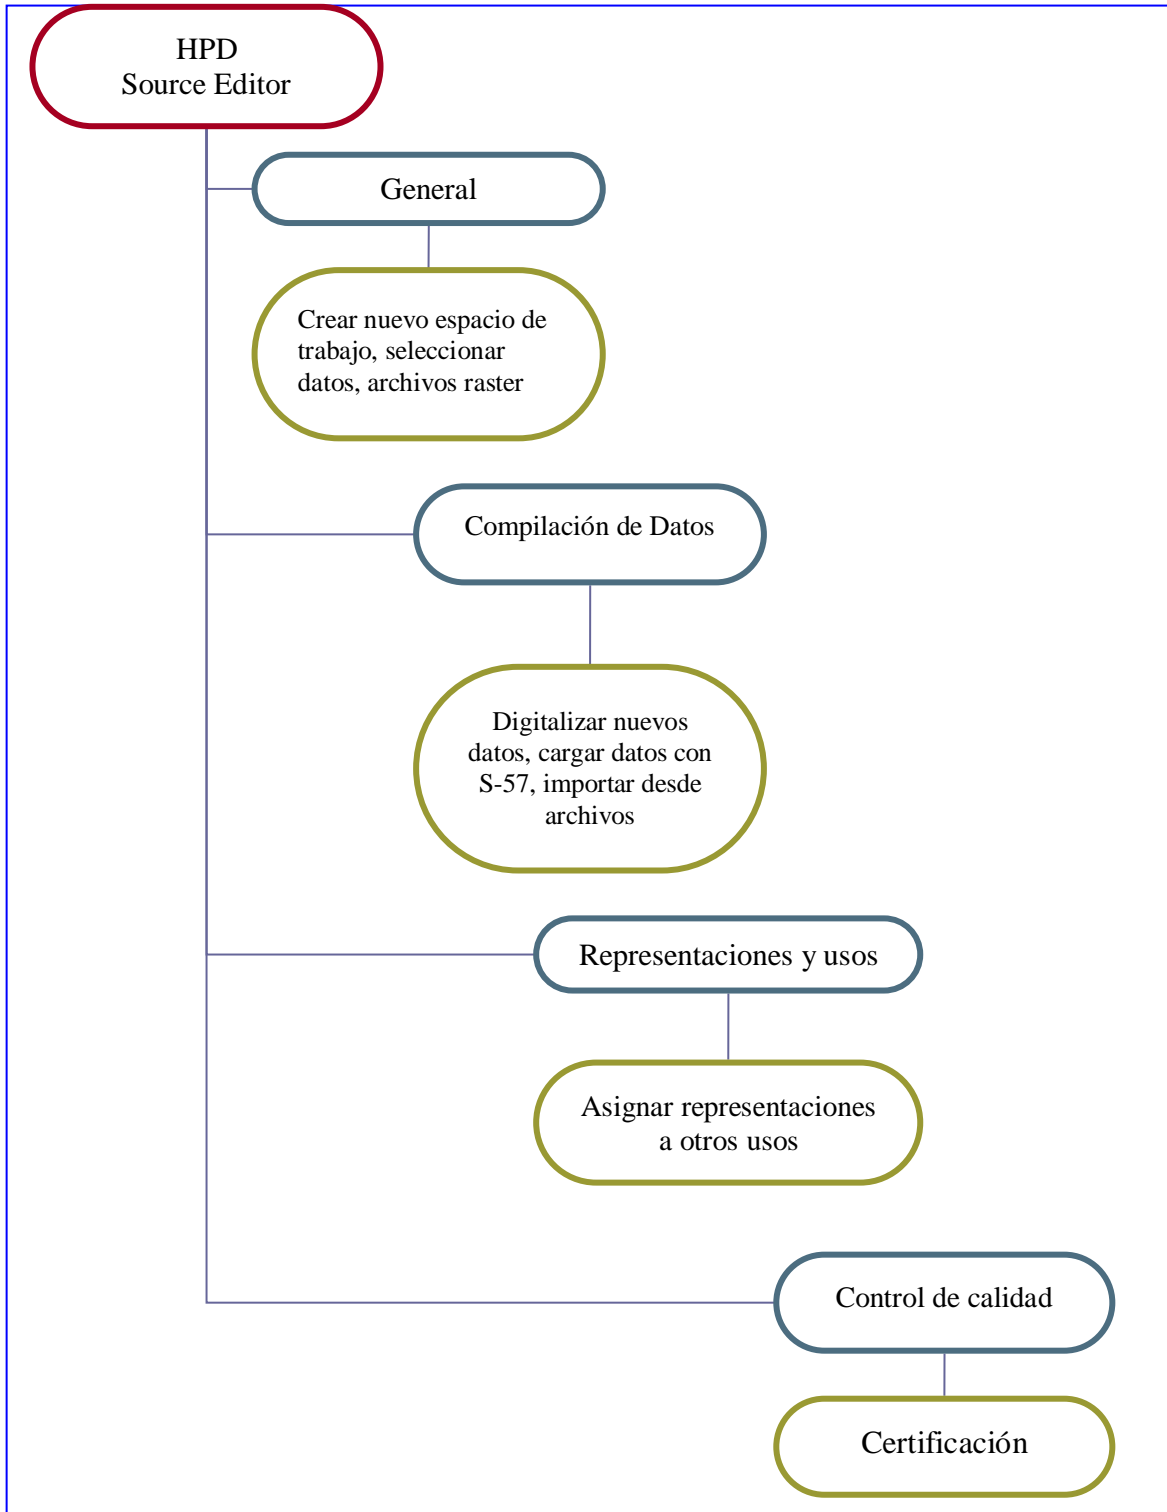 HPD
Source Editor
General
Crear nuevo espacio de
trabajo, seleccionar
datos, archivos raster
Compilación de Datos
Digitalizar nuevos
datos, cargar datos con
S-57, importar desde
archivos
Representaciones y usos
Asignar representaciones
a otros usos
Control de calidad
Certificación